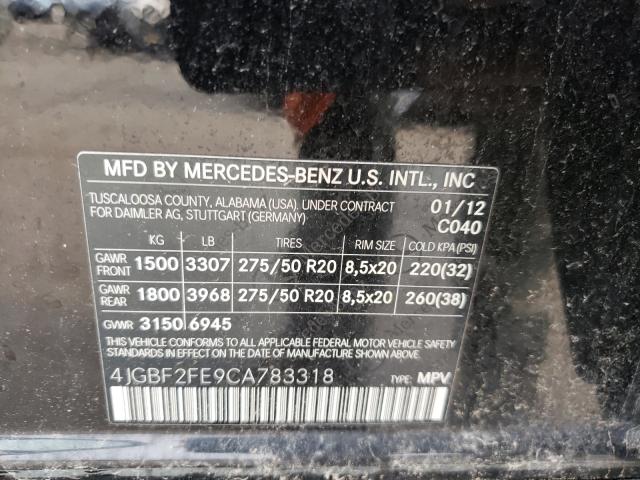 MFD BY MERCEDES-BENZ U.S. INTL., INC
TUSCALOOSA COUNTY, ALABAMA (USA). UNDER CONTRACT 01/12
FOR DAIMLER AG, STUTTGART (GERMANY) C040
KG LB TIRES RIM SIZE COLD KPA (PSI)
GAWR FRONT 1500 3307 275/50 R20 8,5x20 220(32)
GAWR REAR 1800 3968 275/50 R20 8,5x20 260(38)
GWR 3150 6945
THIS VEHICLE CONFORMS TO ALL APPLICABLE FEDERAL MOTOR VEHICLE
SAFETY STANDARDS IN EFFECT ON THE DATE OF MANUFACTURE SHOWN ABOVE.
4JGBF2FE9CA783318 TYPE: MPV